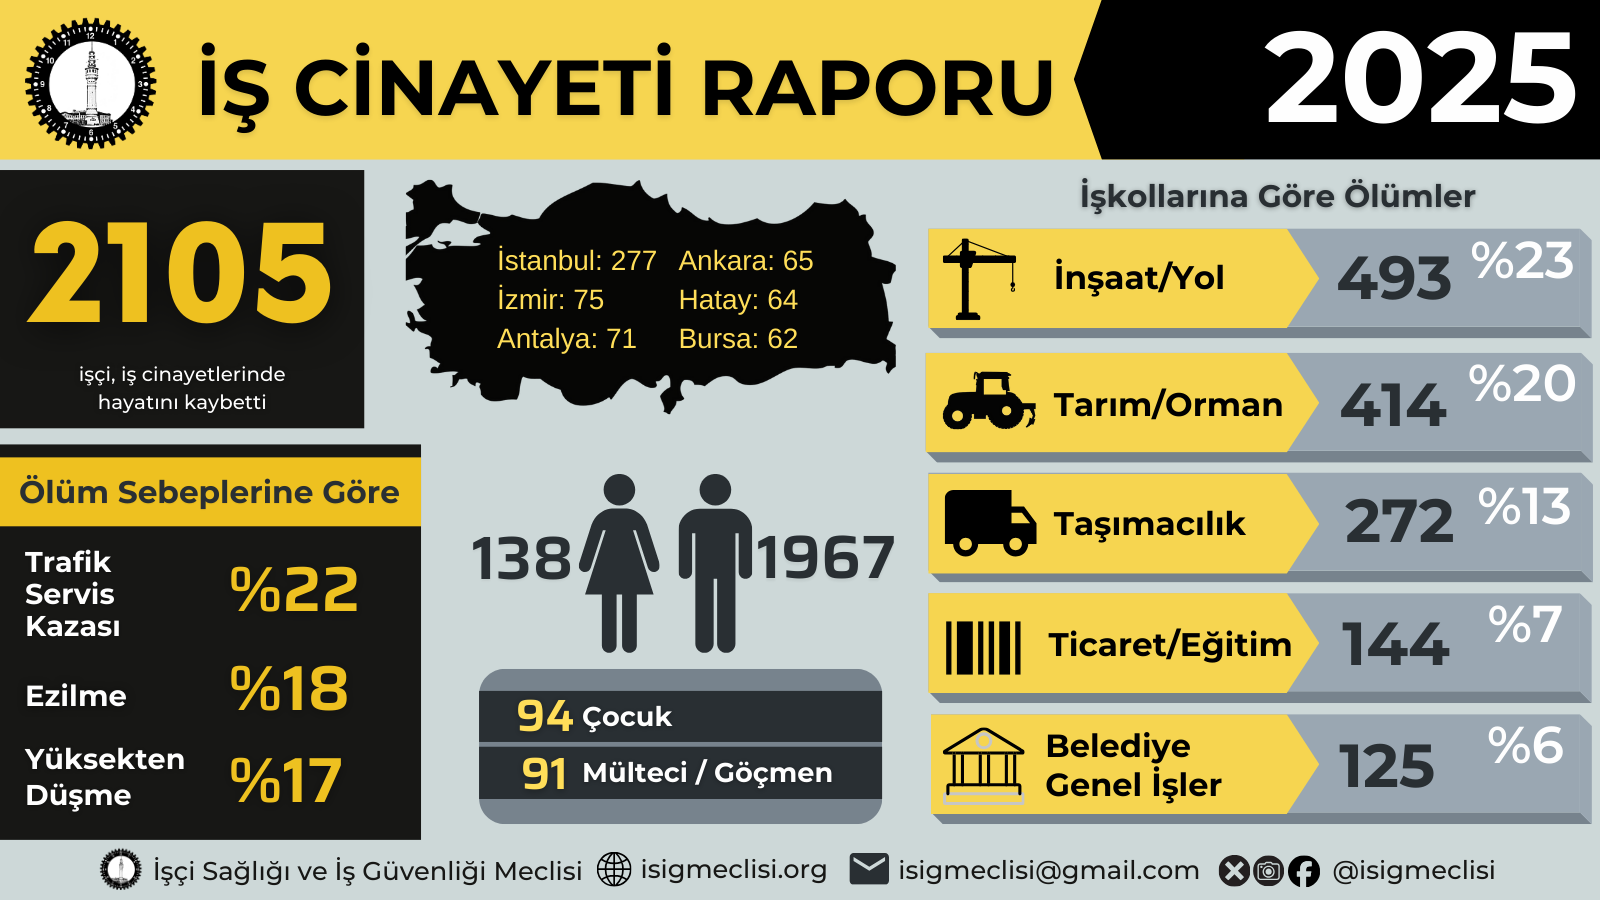 İŞ CİNAYETİ RAPORU
2025
2105
işçi, iş cinayetlerinde
hayatını kaybetti
Ölüm Sebeplerine Göre
Trafik
Servis
Kazası
%22
Ezilme
%18
Yüksekten
Düşme
%17
İstanbul: 277
İzmir: 75
Antalya: 71
Ankara: 65
Hatay: 64
Bursa: 62
138
1967
94 Çocuk
91 Mülteci / Göçmen
İşkollarına Göre Ölümler
İnşaat/Yol
493
%23
Tarım/Orman
414
%20
Taşımacılık
272
%13
Ticaret/Eğitim
144
%7
Belediye
Genel İşler
125
%6
İşçi Sağlığı ve İş Güvenliği Meclisi
isigmeclisi.org
isigmeclisi@gmail.com
@isigmeclisi